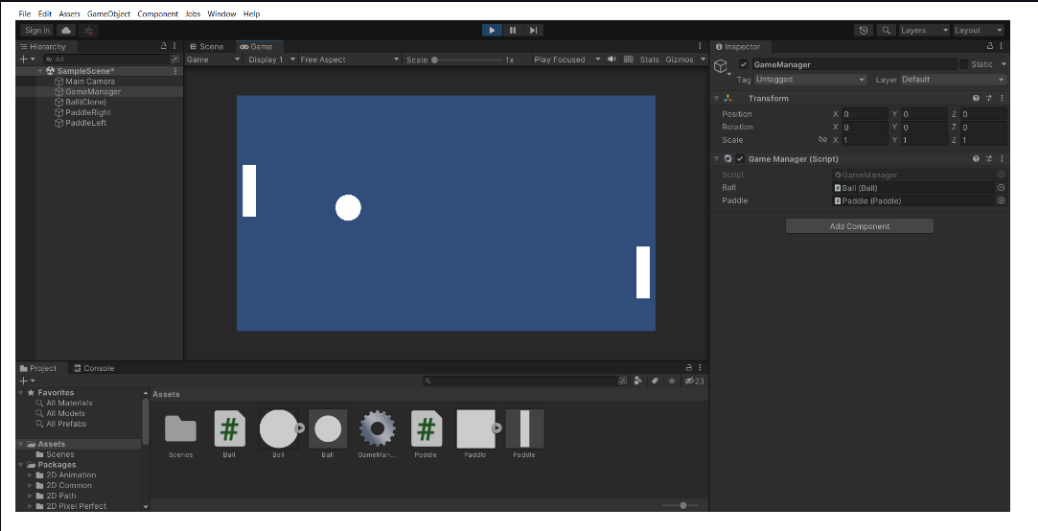 File Edit Assets GameObject Component Jobs Window Help
Sign in
Layers
Layout
Hierarchy
Scene
Game
Inspector
All
Game
Display 1
Free Aspect
Scale
1x
Play Focused
Stats
Gizmos
SampleScene*
Main Camera
GameManager
Ball(Clone)
PaddleRight
PaddleLeft
GameManager
Static
Tag Untagged
Layer Default
Transform
Position X 0 Y 0 Z 0
Rotation X 0 Y 0 Z 0
Scale X 1 Y 1 Z 1
Game Manager (Script)
Script GameManager
Ball # Ball (Ball)
Paddle # Paddle (Paddle)
Add Component
Project
Console
23
Favorites
All Materials
All Models
All Prefabs
Assets
Scenes
Packages
2D Animation
2D Common
2D Path
2D Pixel Perfect
Assets
# #
Scenes Ball Ball Ball GameMan... Paddle Paddle Paddle